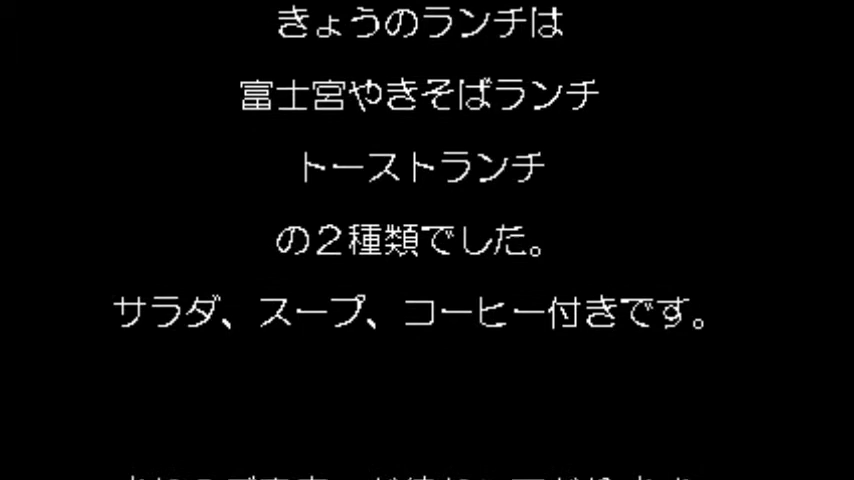 きょうのランチは
富士宮やきそばランチ
トーストランチ
の２種類でした。
サラダ、スープ、コーヒー付きです。